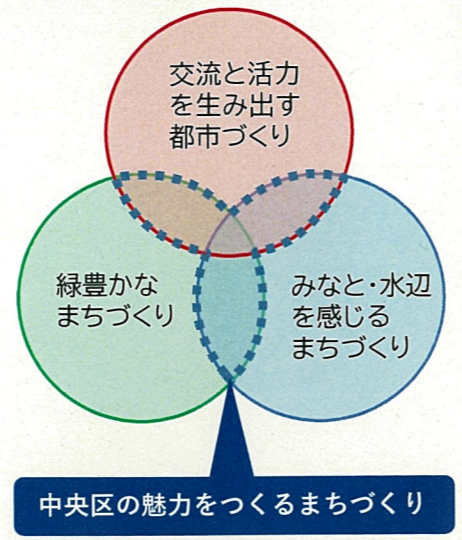 交流と活力
を生み出す
都市づくり
緑豊かな
まちづくり
みなと・水辺
を感じる
まちづくり
中央区の魅力をつくるまちづくり